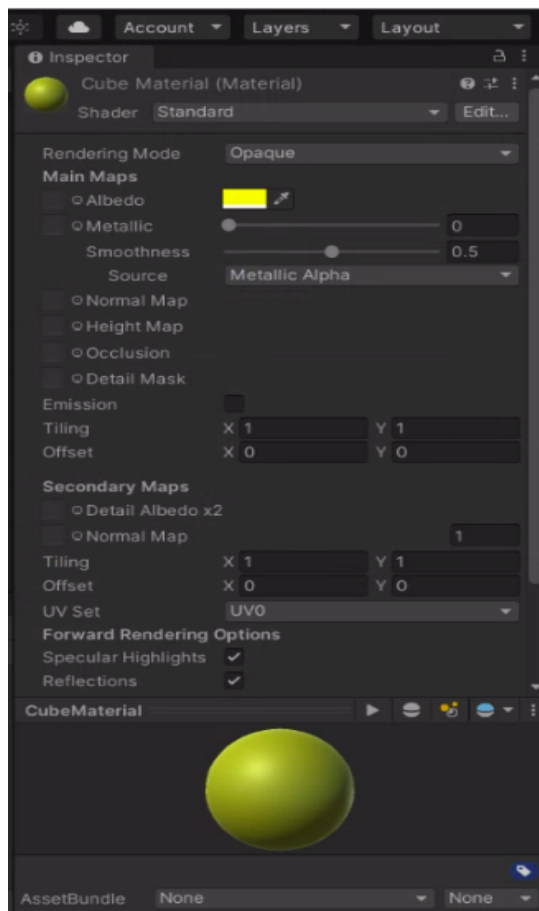 Account Layers Layout
Inspector
Cube Material (Material)
Shader Standard Edit...
Rendering Mode Opaque
Main Maps
Albedo
Metallic 0
Smoothness 0.5
Source Metallic Alpha
Normal Map
Height Map
Occlusion
Detail Mask
Emission
Tiling X 1 Y 1
Offset X 0 Y 0
Secondary Maps
Detail Albedo x2
Normal Map 1
Tiling X 1 Y 1
Offset X 0 Y 0
UV Set UV0
Forward Rendering Options
Specular Highlights
Reflections
CubeMaterial
AssetBundle None None